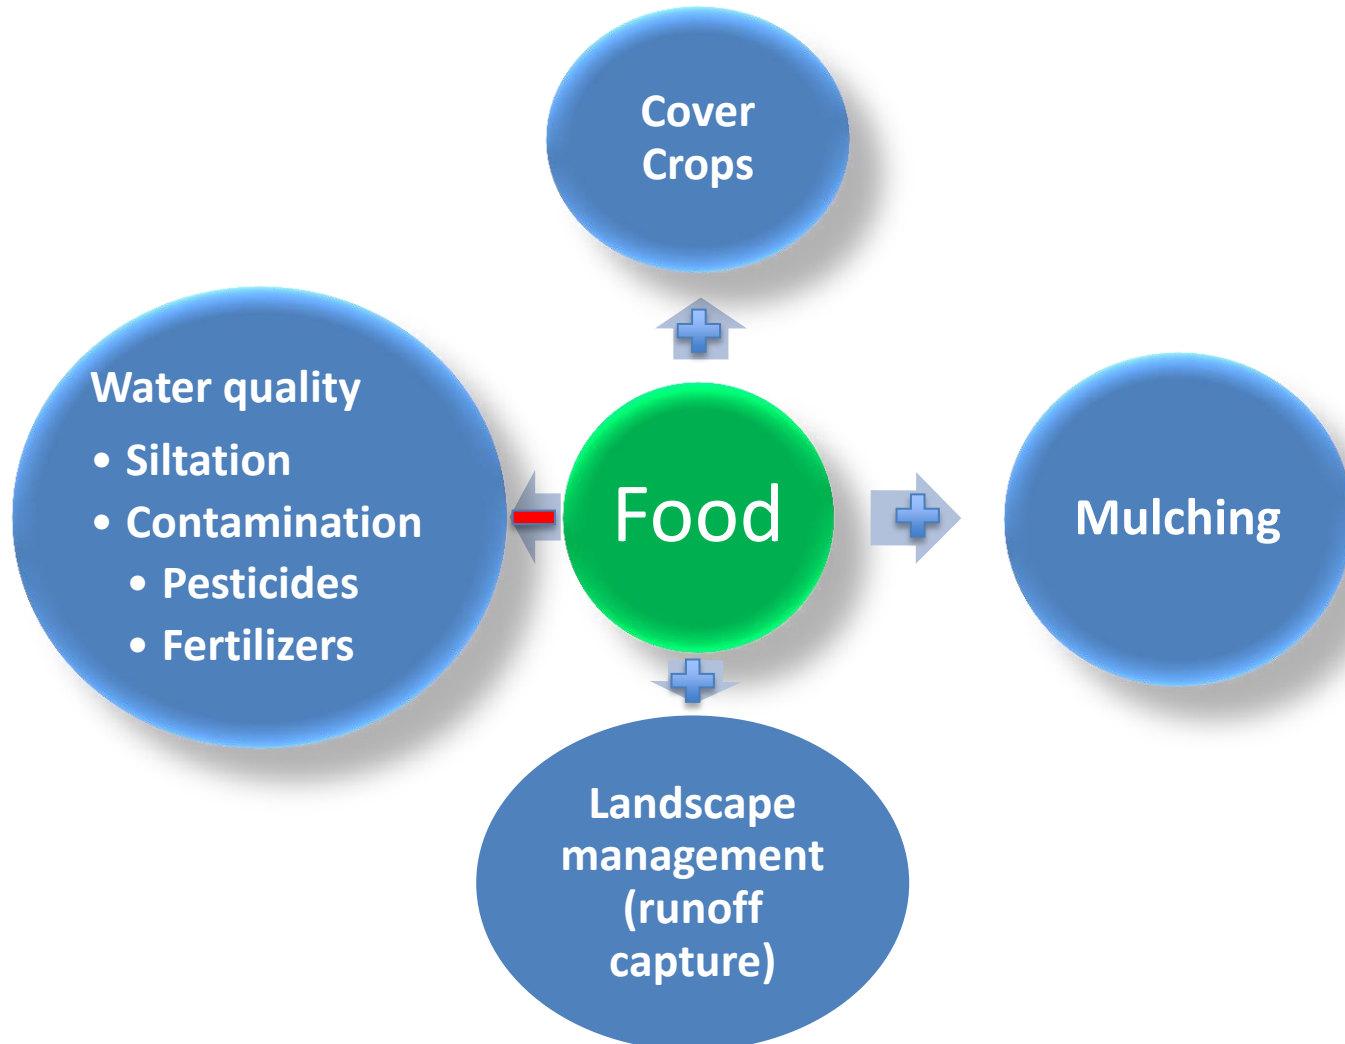 Cover
Crops
Water quality
• Siltation
• Contamination
• Pesticides
• Fertilizers
Food
Mulching
Landscape
management
(runoff
capture)